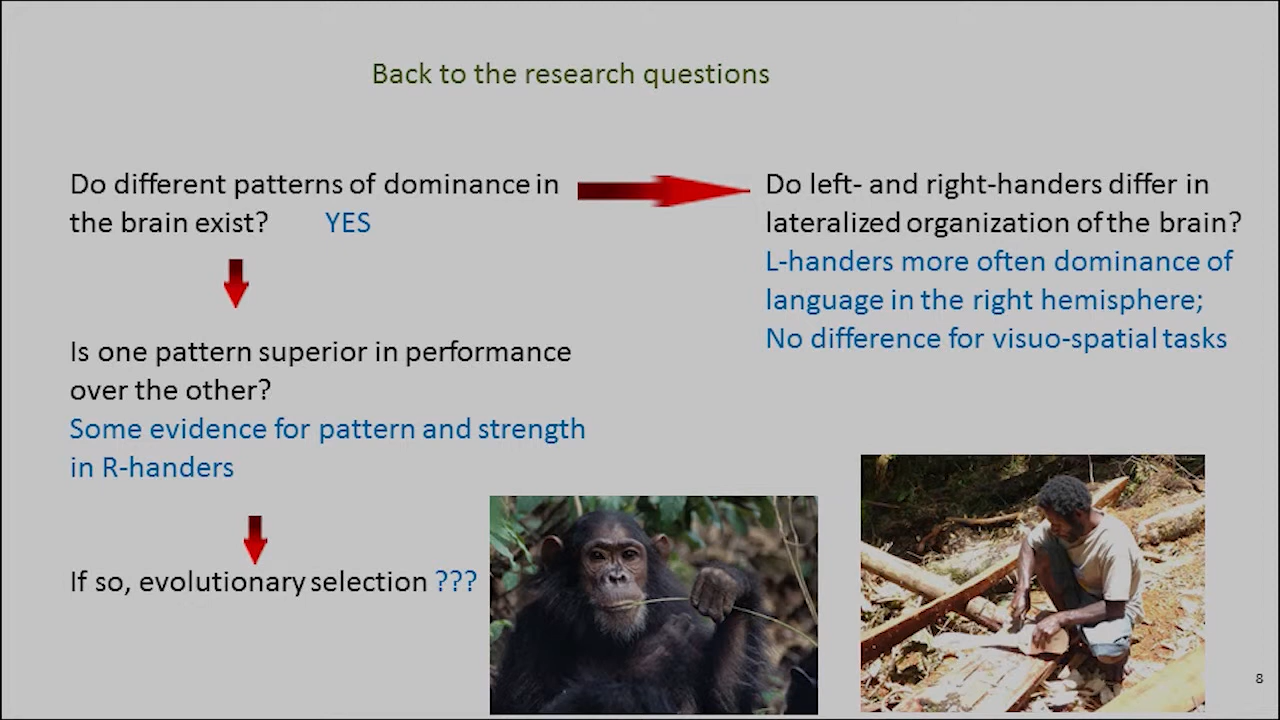 Back to the research questions
Do different patterns of dominance in
the brain exist? YES
Do left- and right-handers differ in
lateralized organization of the brain?
L-handers more often dominance of
language in the right hemisphere;
No difference for visuo-spatial tasks
Is one pattern superior in performance
over the other?
Some evidence for pattern and strength
in R-handers
If so, evolutionary selection ???
8